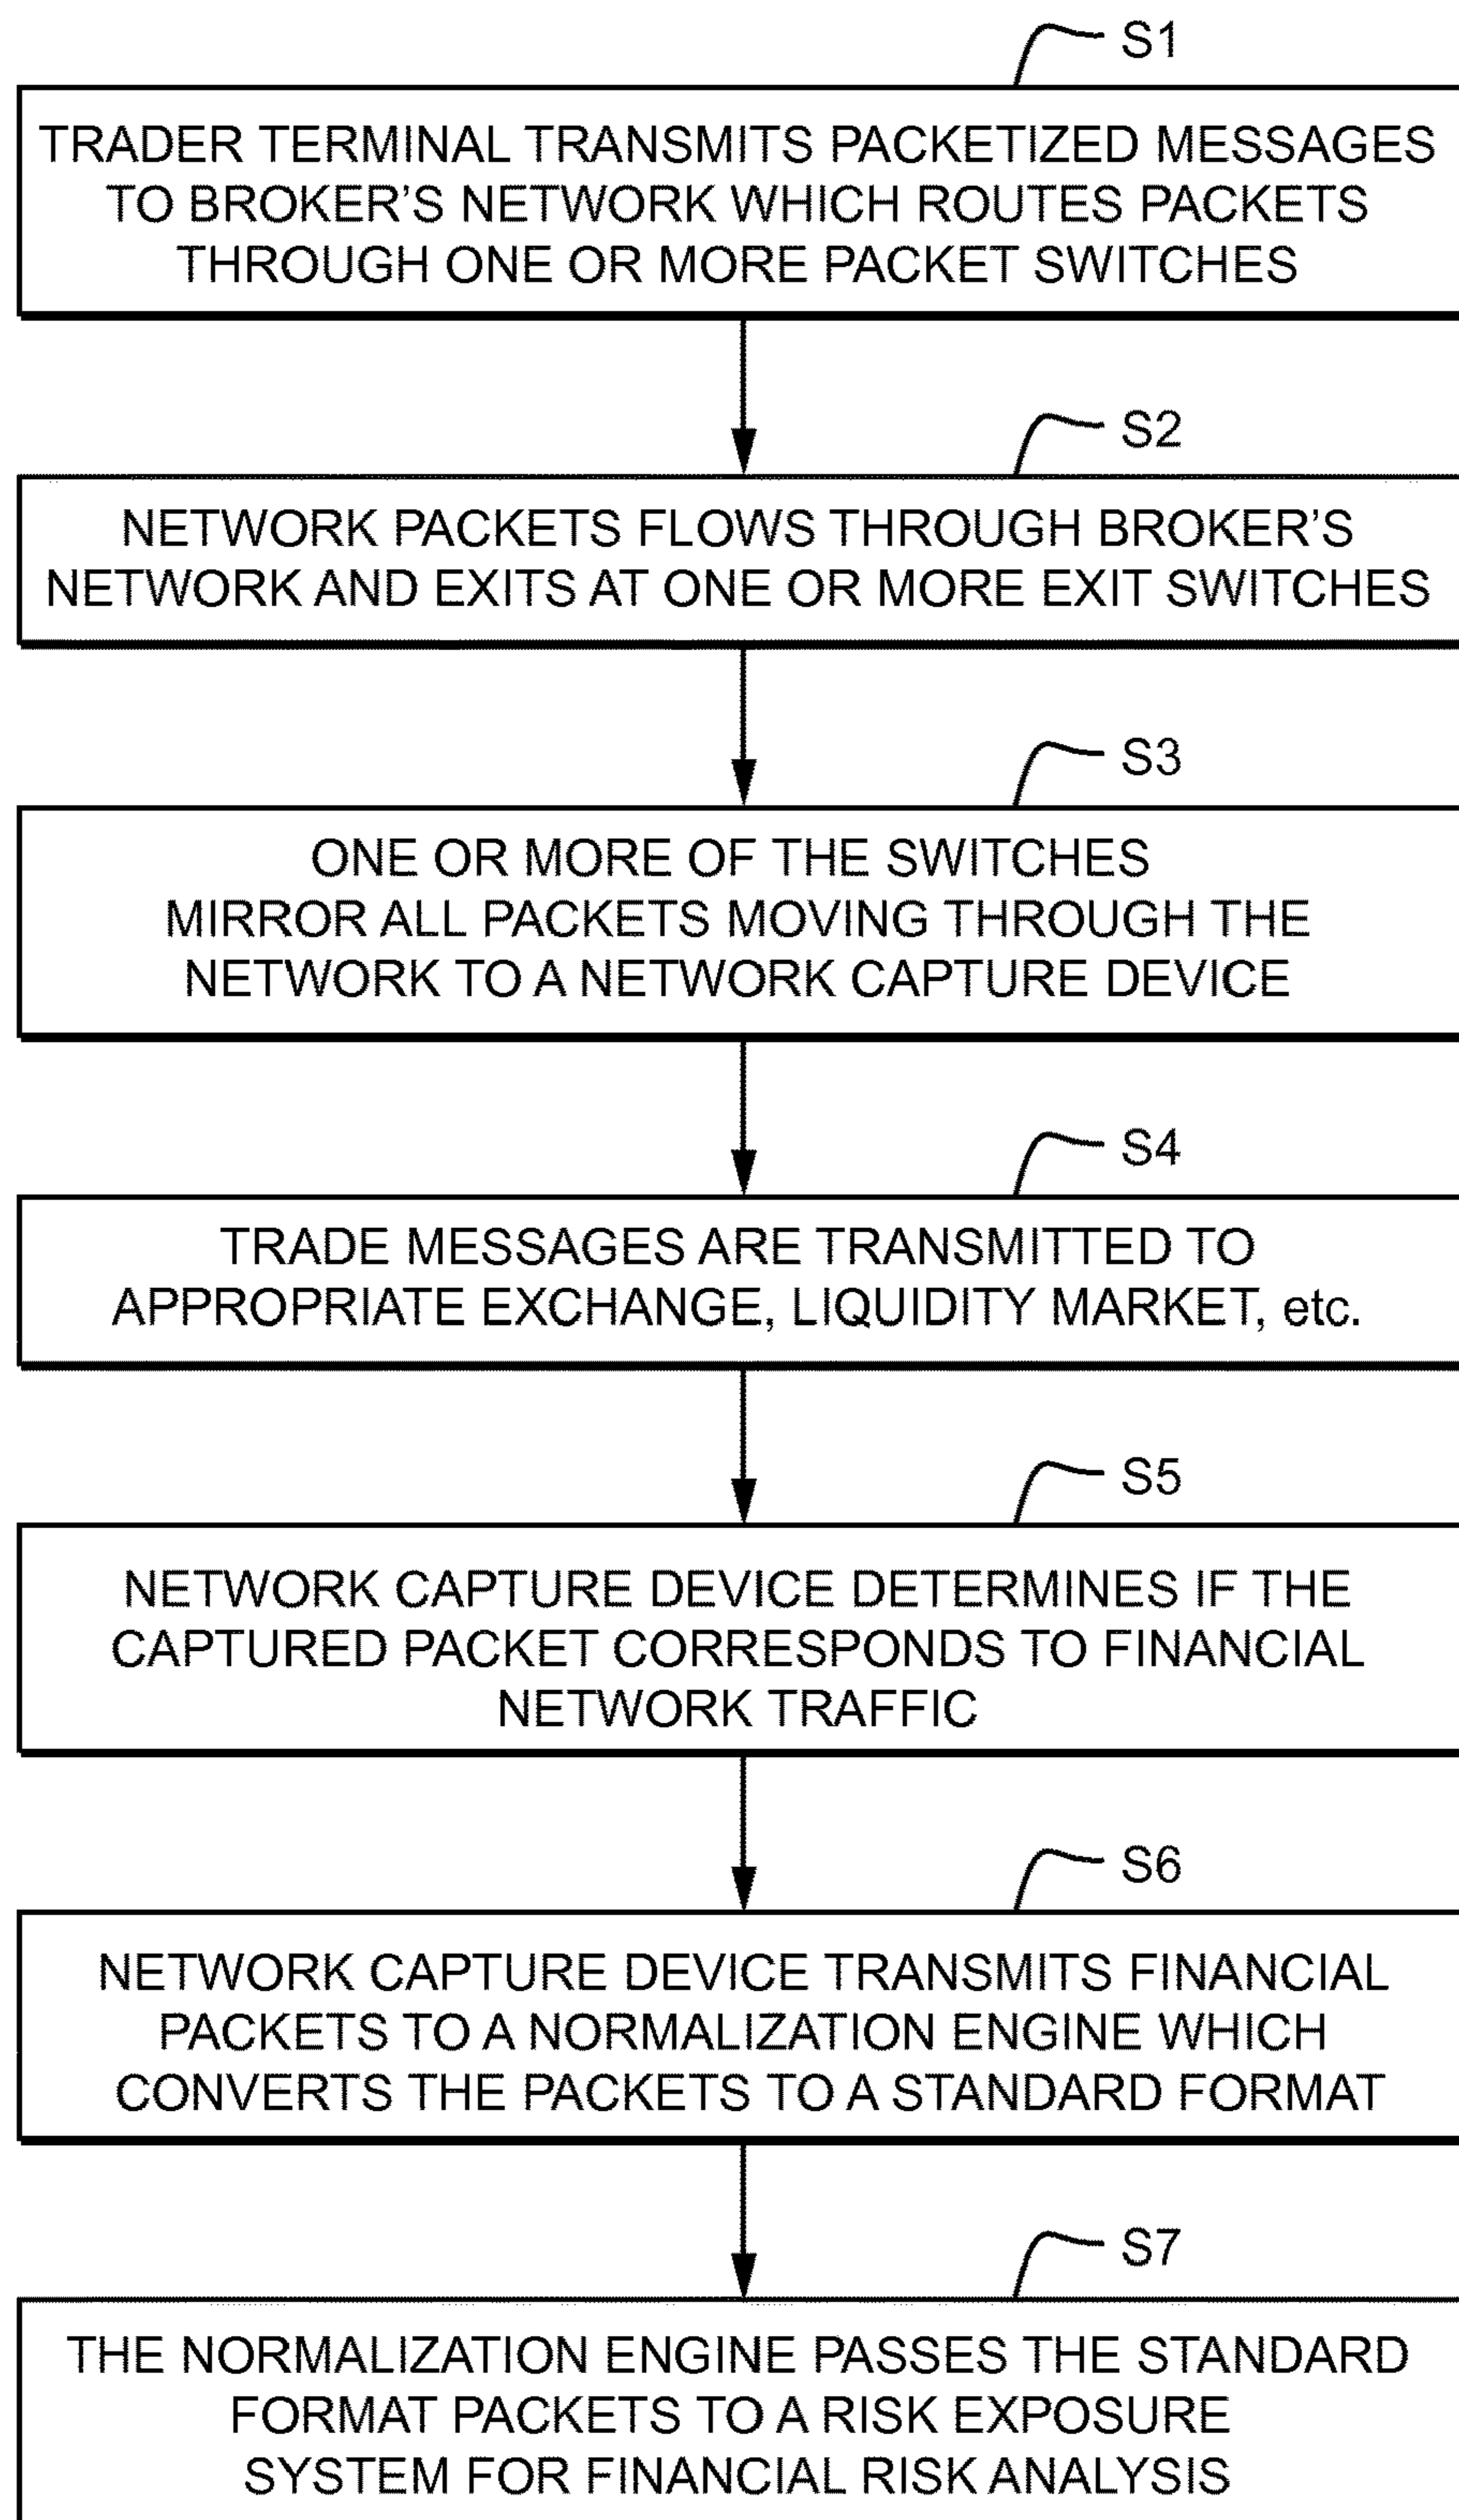 S1
TRADER TERMINAL TRANSMITS PACKETIZED MESSAGES
TO BROKER'S NETWORK WHICH ROUTES PACKETS
THROUGH ONE OR MORE PACKET SWITCHES
S2
NETWORK PACKETS FLOWS THROUGH BROKER'S
NETWORK AND EXITS AT ONE OR MORE EXIT SWITCHES
S3
ONE OR MORE OF THE SWITCHES
MIRROR ALL PACKETS MOVING THROUGH THE
NETWORK TO A NETWORK CAPTURE DEVICE
S4
TRADE MESSAGES ARE TRANSMITTED TO
APPROPRIATE EXCHANGE, LIQUIDITY MARKET, etc.
S5
NETWORK CAPTURE DEVICE DETERMINES IF THE
CAPTURED PACKET CORRESPONDS TO FINANCIAL
NETWORK TRAFFIC
S6
NETWORK CAPTURE DEVICE TRANSMITS FINANCIAL
PACKETS TO A NORMALIZATION ENGINE WHICH
CONVERTS THE PACKETS TO A STANDARD FORMAT
S7
THE NORMALIZATION ENGINE PASSES THE STANDARD
FORMAT PACKETS TO A RISK EXPOSURE
SYSTEM FOR FINANCIAL RISK ANALYSIS